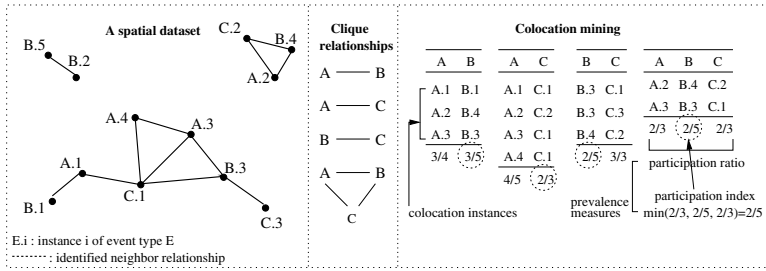 A spatial dataset
B.5
B.2
C.2
B.4
A.2
A.4
A.3
A.1
B.3
C.1
B.1
C.3
E.i : instance i of event type E
: identified neighbor relationship
Clique
relationships
A B
A C
B C
A B
C
Colocation mining
A B
A.1 B.1
A.2 B.4
A.3 B.3
3/4 3/5
A C
A.1 C.1
A.2 C.2
A.3 C.1
A.4 C.1
4/5 2/3
B C
B.3 C.1
B.3 C.3
B.4 C.2
2/5 3/3
A B C
A.2 B.4 C.2
A.3 B.3 C.1
2/3 2/5 2/3
participation ratio
participation index
min(2/3, 2/5, 2/3)=2/5
prevalence
measures
colocation instances